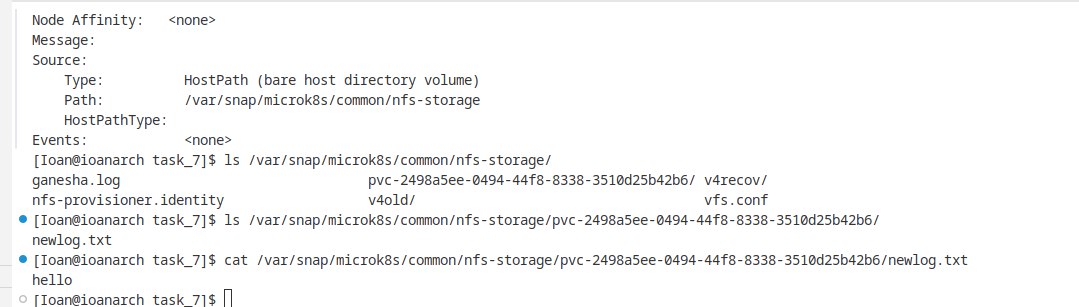 Node Affinity:   <none>
Message:
Source:
    Type:          HostPath (bare host directory volume)
    Path:          /var/snap/microk8s/common/nfs-storage
    HostPathType:
Events:            <none>
[Ioan@ioanarch task_7]$ ls /var/snap/microk8s/common/nfs-storage/
ganesha.log                               pvc-2498a5ee-0494-44f8-8338-3510d25b42b6/ v4recov/
nfs-provisioner.identity                  v4old/                                    vfs.conf
[Ioan@ioanarch task_7]$ ls /var/snap/microk8s/common/nfs-storage/pvc-2498a5ee-0494-44f8-8338-3510d25b42b6/
newlog.txt
[Ioan@ioanarch task_7]$ cat /var/snap/microk8s/common/nfs-storage/pvc-2498a5ee-0494-44f8-8338-3510d25b42b6/newlog.txt
hello
[Ioan@ioanarch task_7]$